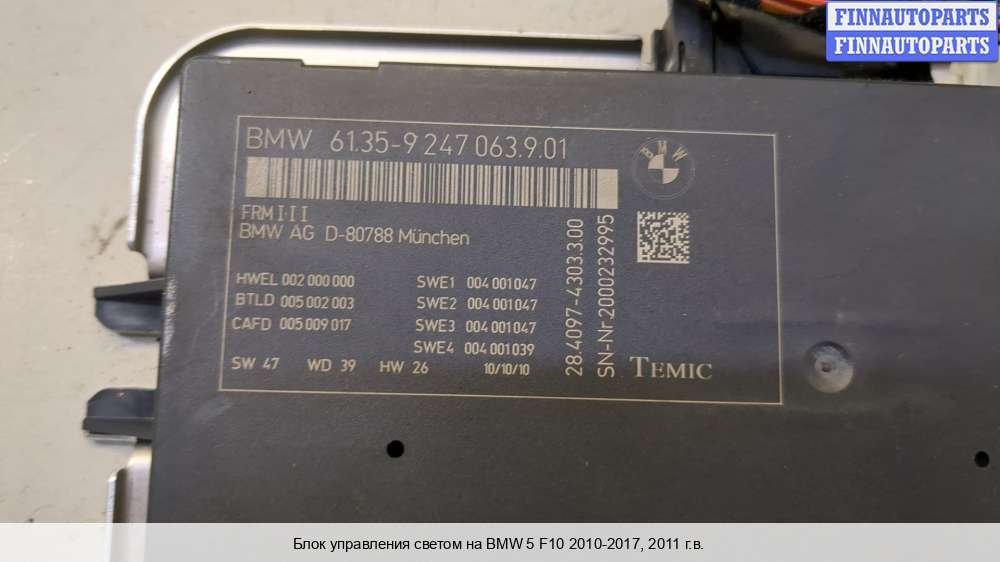 FINNAUTOPARTS
FINNAUTOPARTS
BMW 61.35-9 247 063.9.01
BMW
FRM I I I
BMW AG D-80788 München
HWEL 002 000 000
BTLD 005 002 003
CAFD 005 009 017
SWE1 004 001047
SWE2 004 001047
SWE3 004 001047
SWE4 004 001039
SW 47 WD 39 HW 26 10/10/10
28.4097-4303.3.00
SN-Nr.2000232995
TEMIC
Блок управления светом на BMW 5 F10 2010-2017, 2011 г.в.